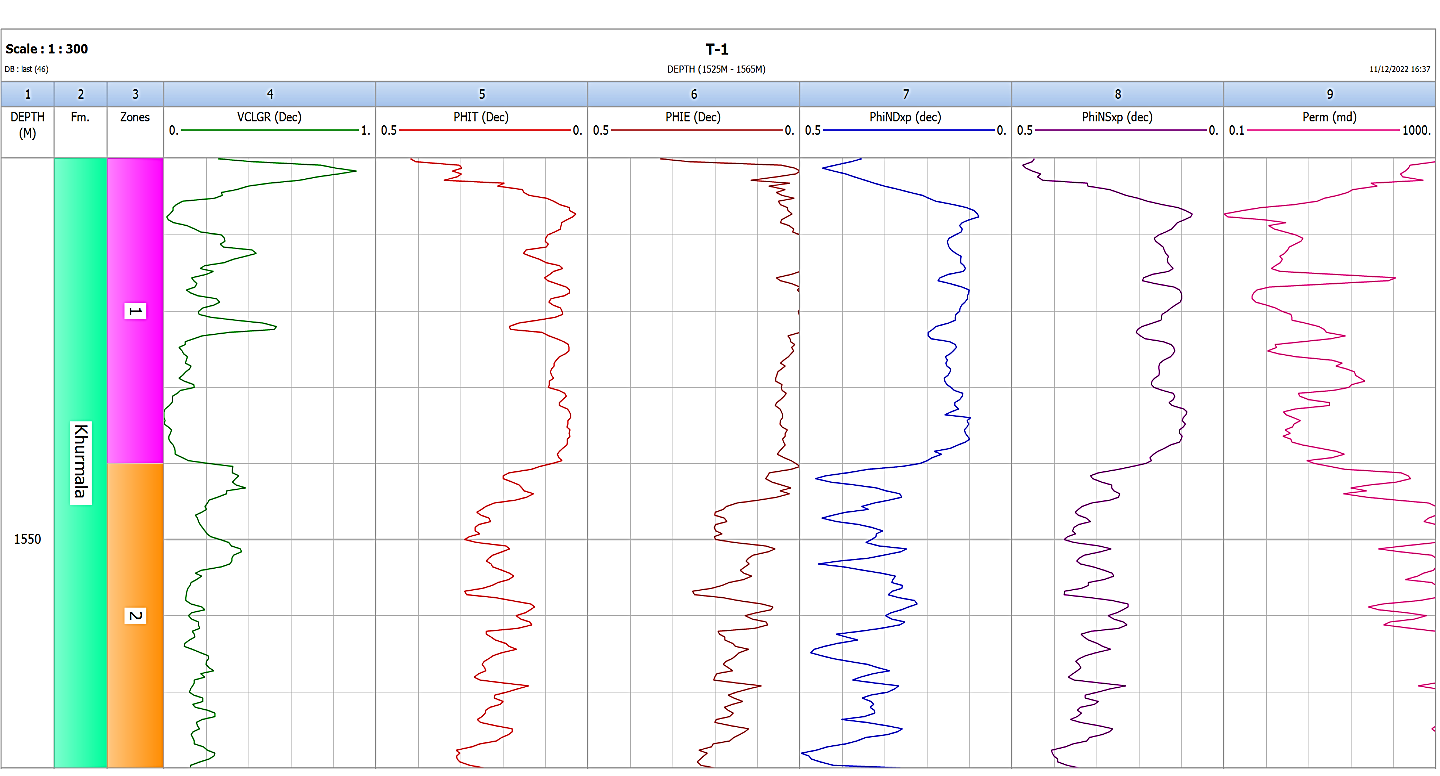 Scale : 1 : 300
T-1
DB : last (46)
DEPTH (1525M - 1565M)
11/12/2022 16:37
1 2 3 4 5 6 7 8 9
DEPTH (M)
Fm.
Zones
VCLGR (Dec)
0. 1.
PHIT (Dec)
0.5 0.
PHIE (Dec)
0.5 0.
PhiNDxp (dec)
0.5 0.
PhiNSxp (dec)
0.5 0.
Perm (md)
0.1 1000.
1
Khurmala
1550
2